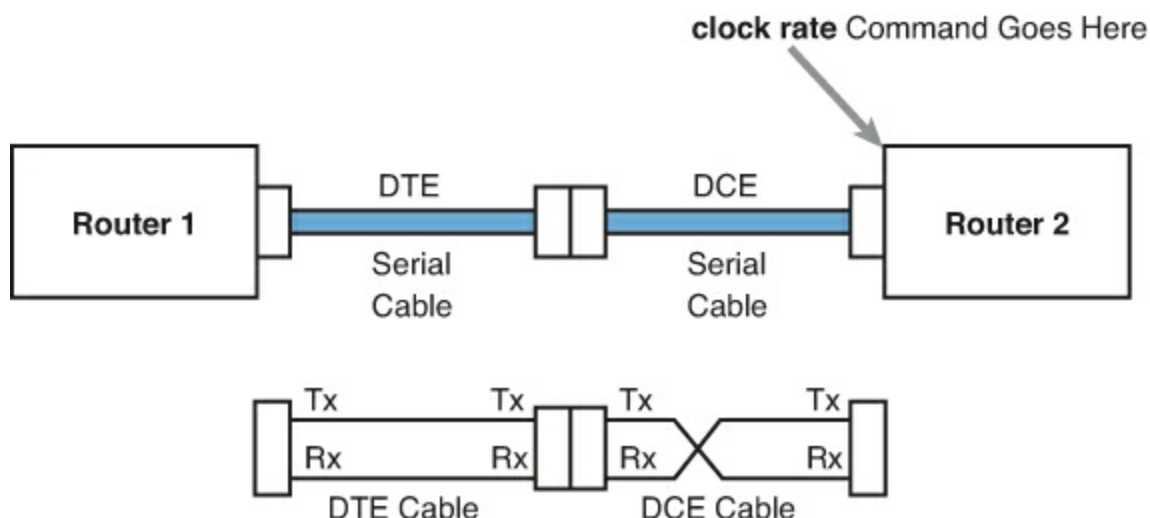 clock rate Command Goes Here
DTE
DCE
Router 1
Router 2
Serial
Cable
Serial
Cable
Tx
Tx
Tx
Tx
Rx
Rx
Rx
Rx
DTE Cable
DCE Cable